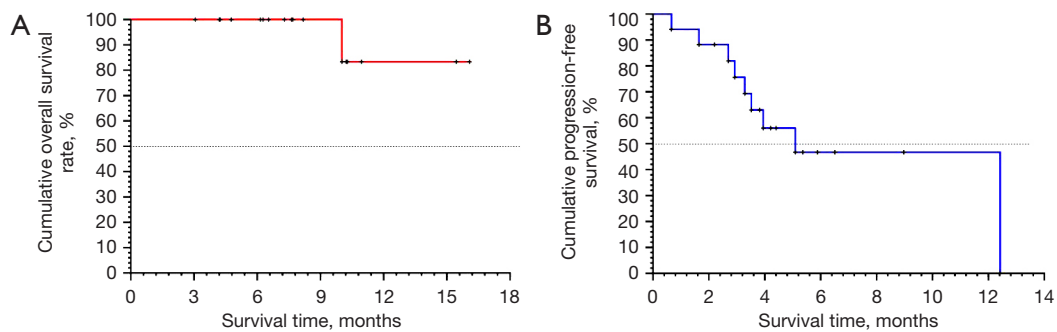 A
Cumulative overall survival
rate, %
100
90
80
70
60
50
40
30
20
10
0
0 3 6 9 12 15 18
Survival time, months
B
Cumulative progression-free
survival, %
100
90
80
70
60
50
40
30
20
10
0
0 2 4 6 8 10 12 14
Survival time, months